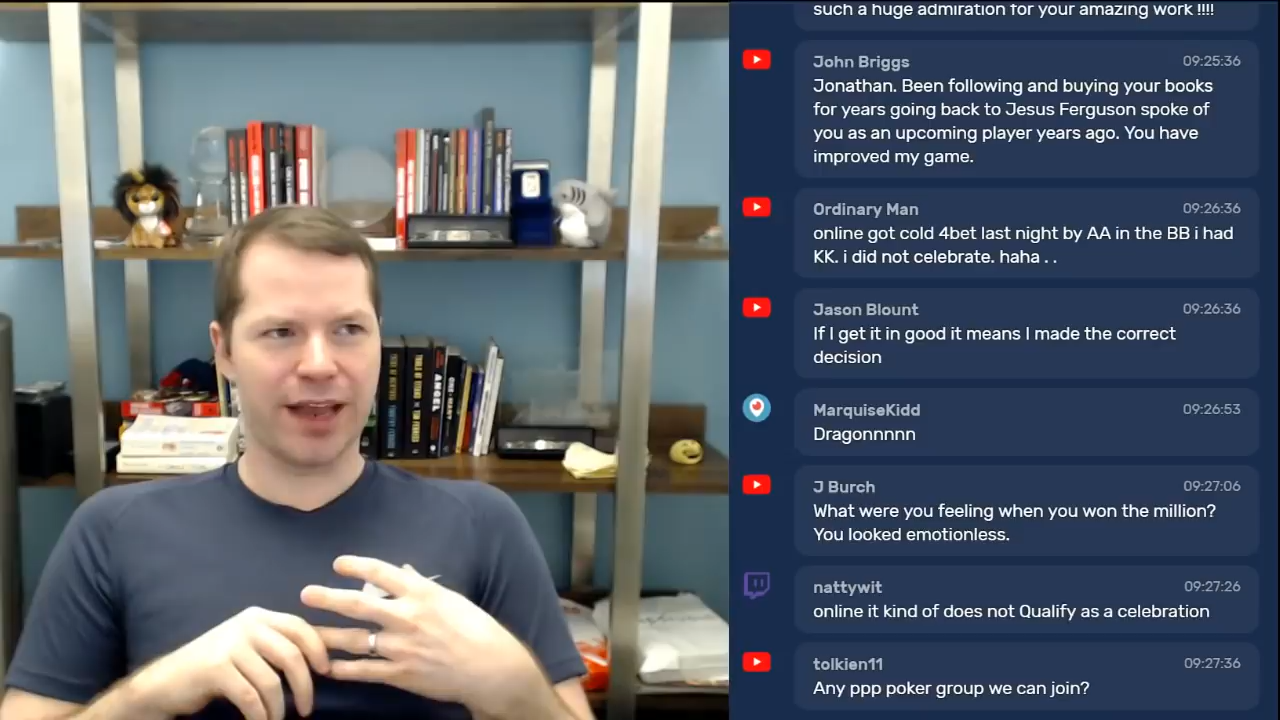 such a huge admiration for your amazing work !!!!
John Briggs 09:25:36
Jonathan. Been following and buying your books
for years going back to Jesus Ferguson spoke of
you as an upcoming player years ago. You have
improved my game.
Ordinary Man 09:26:36
online got cold 4bet last night by AA in the BB i had
KK. i did not celebrate. haha . .
Jason Blount 09:26:36
If I get it in good it means I made the correct
decision
MarquiseKidd 09:26:53
Dragonnnnn
J Burch 09:27:06
What were you feeling when you won the million?
You looked emotionless.
nattywit 09:27:26
online it kind of does not Qualify as a celebration
tolkien11 09:27:36
Any ppp poker group we can join?
ANGEL